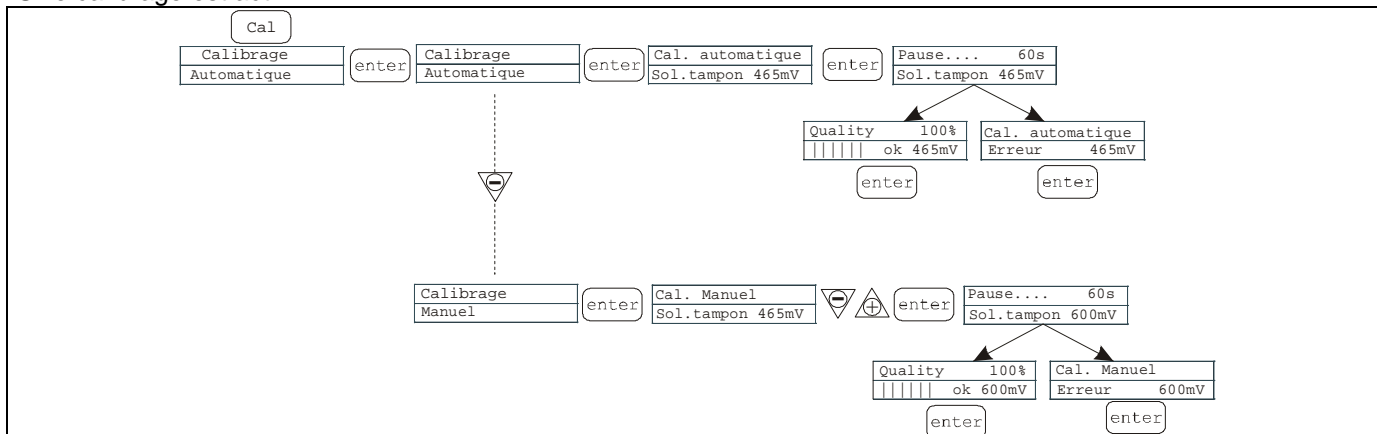 Cal
Calibrage
Automatique
enter
Calibrage
Automatique
enter
Cal. automatique
Sol.tampon 465mV
enter
Pause.... 60s
Sol.tampon 465mV
Quality 100%
|||||| ok 465mV
enter
Cal. automatique
Erreur 465mV
enter
Calibrage
Manuel
enter
Cal. Manuel
Sol.tampon 465mV
enter
Pause.... 60s
Sol.tampon 600mV
Quality 100%
|||||| ok 600mV
enter
Cal. Manuel
Erreur 600mV
enter